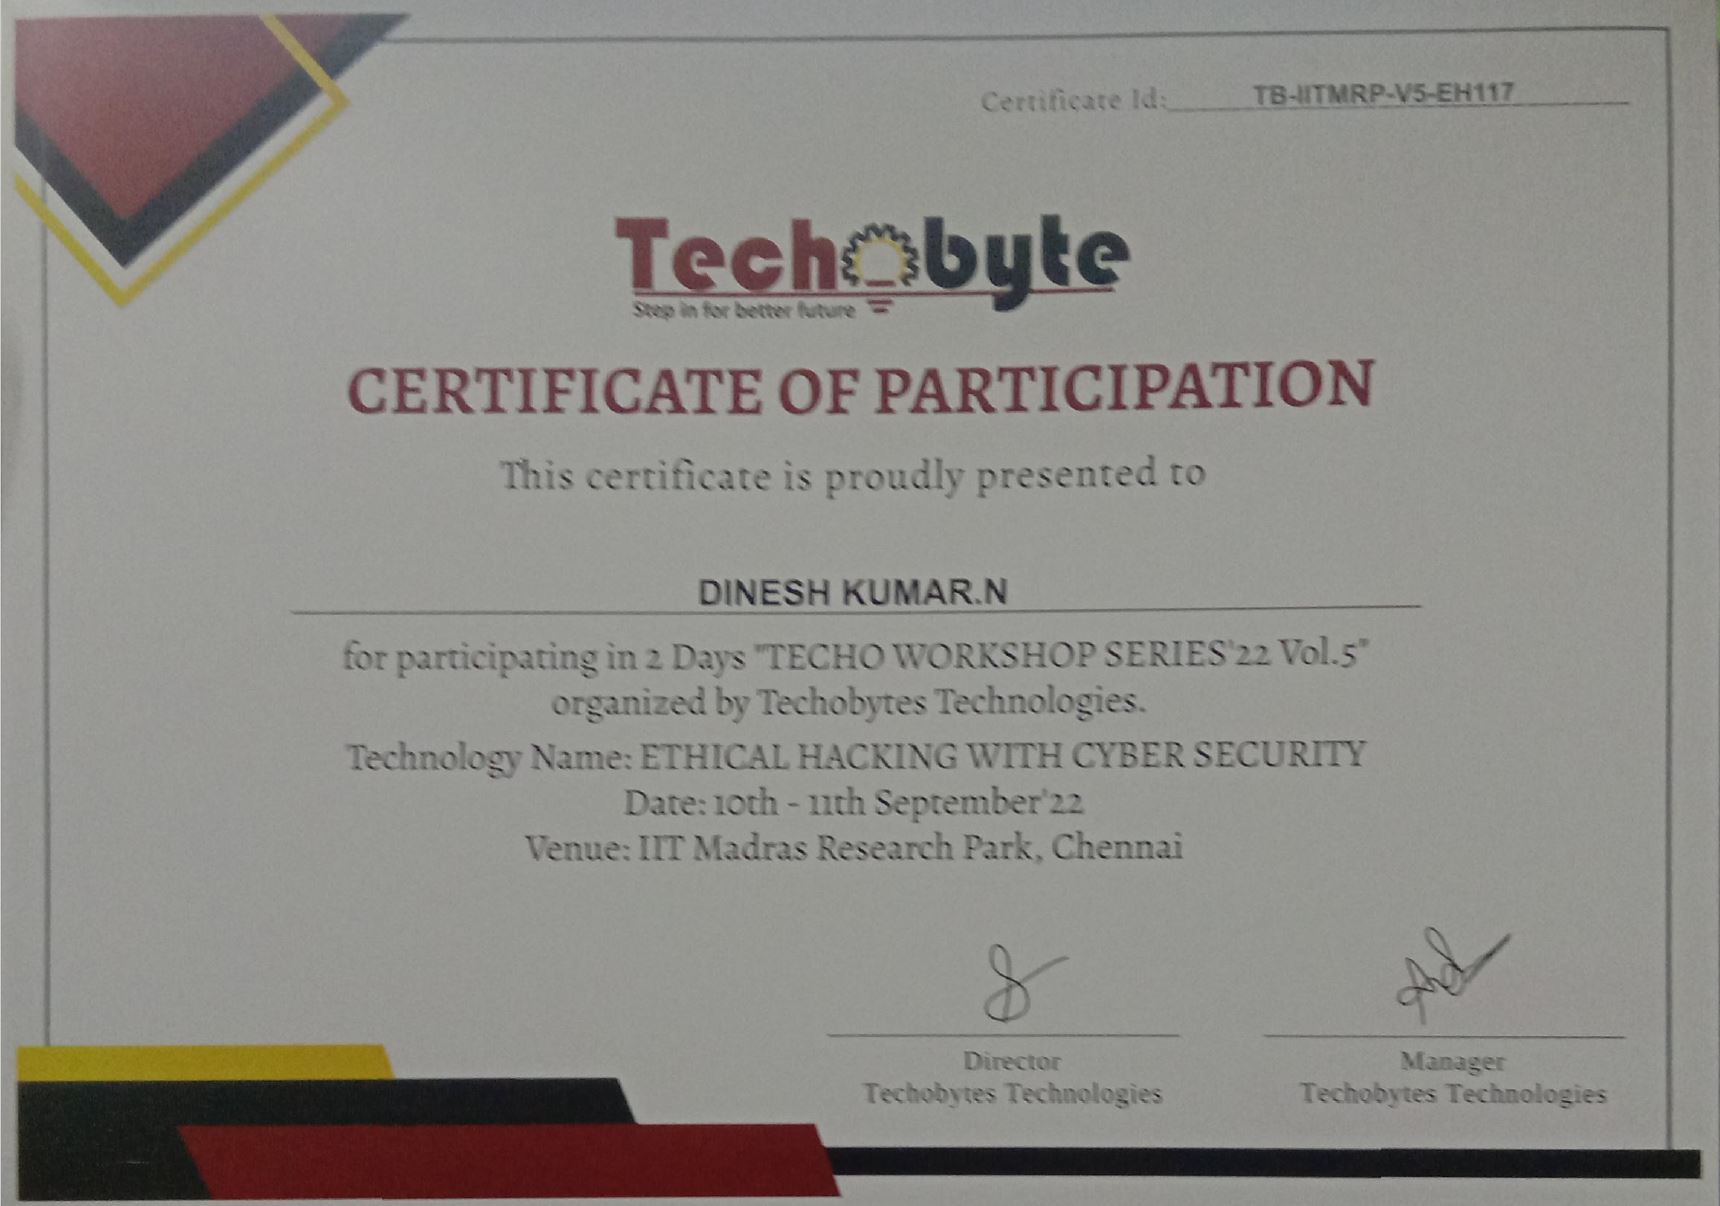 Certificate Id: TB-IITMRP-V5-EH117
Techobyte
Step in for better future
CERTIFICATE OF PARTICIPATION
This certificate is proudly presented to
DINESH KUMAR.N
for participating in 2 Days "TECHO WORKSHOP SERIES'22 Vol.5"
organized by Techobytes Technologies.
Technology Name: ETHICAL HACKING WITH CYBER SECURITY
Date: 10th - 11th September'22
Venue: IIT Madras Research Park, Chennai
Director
Techobytes Technologies
Manager
Techobytes Technologies